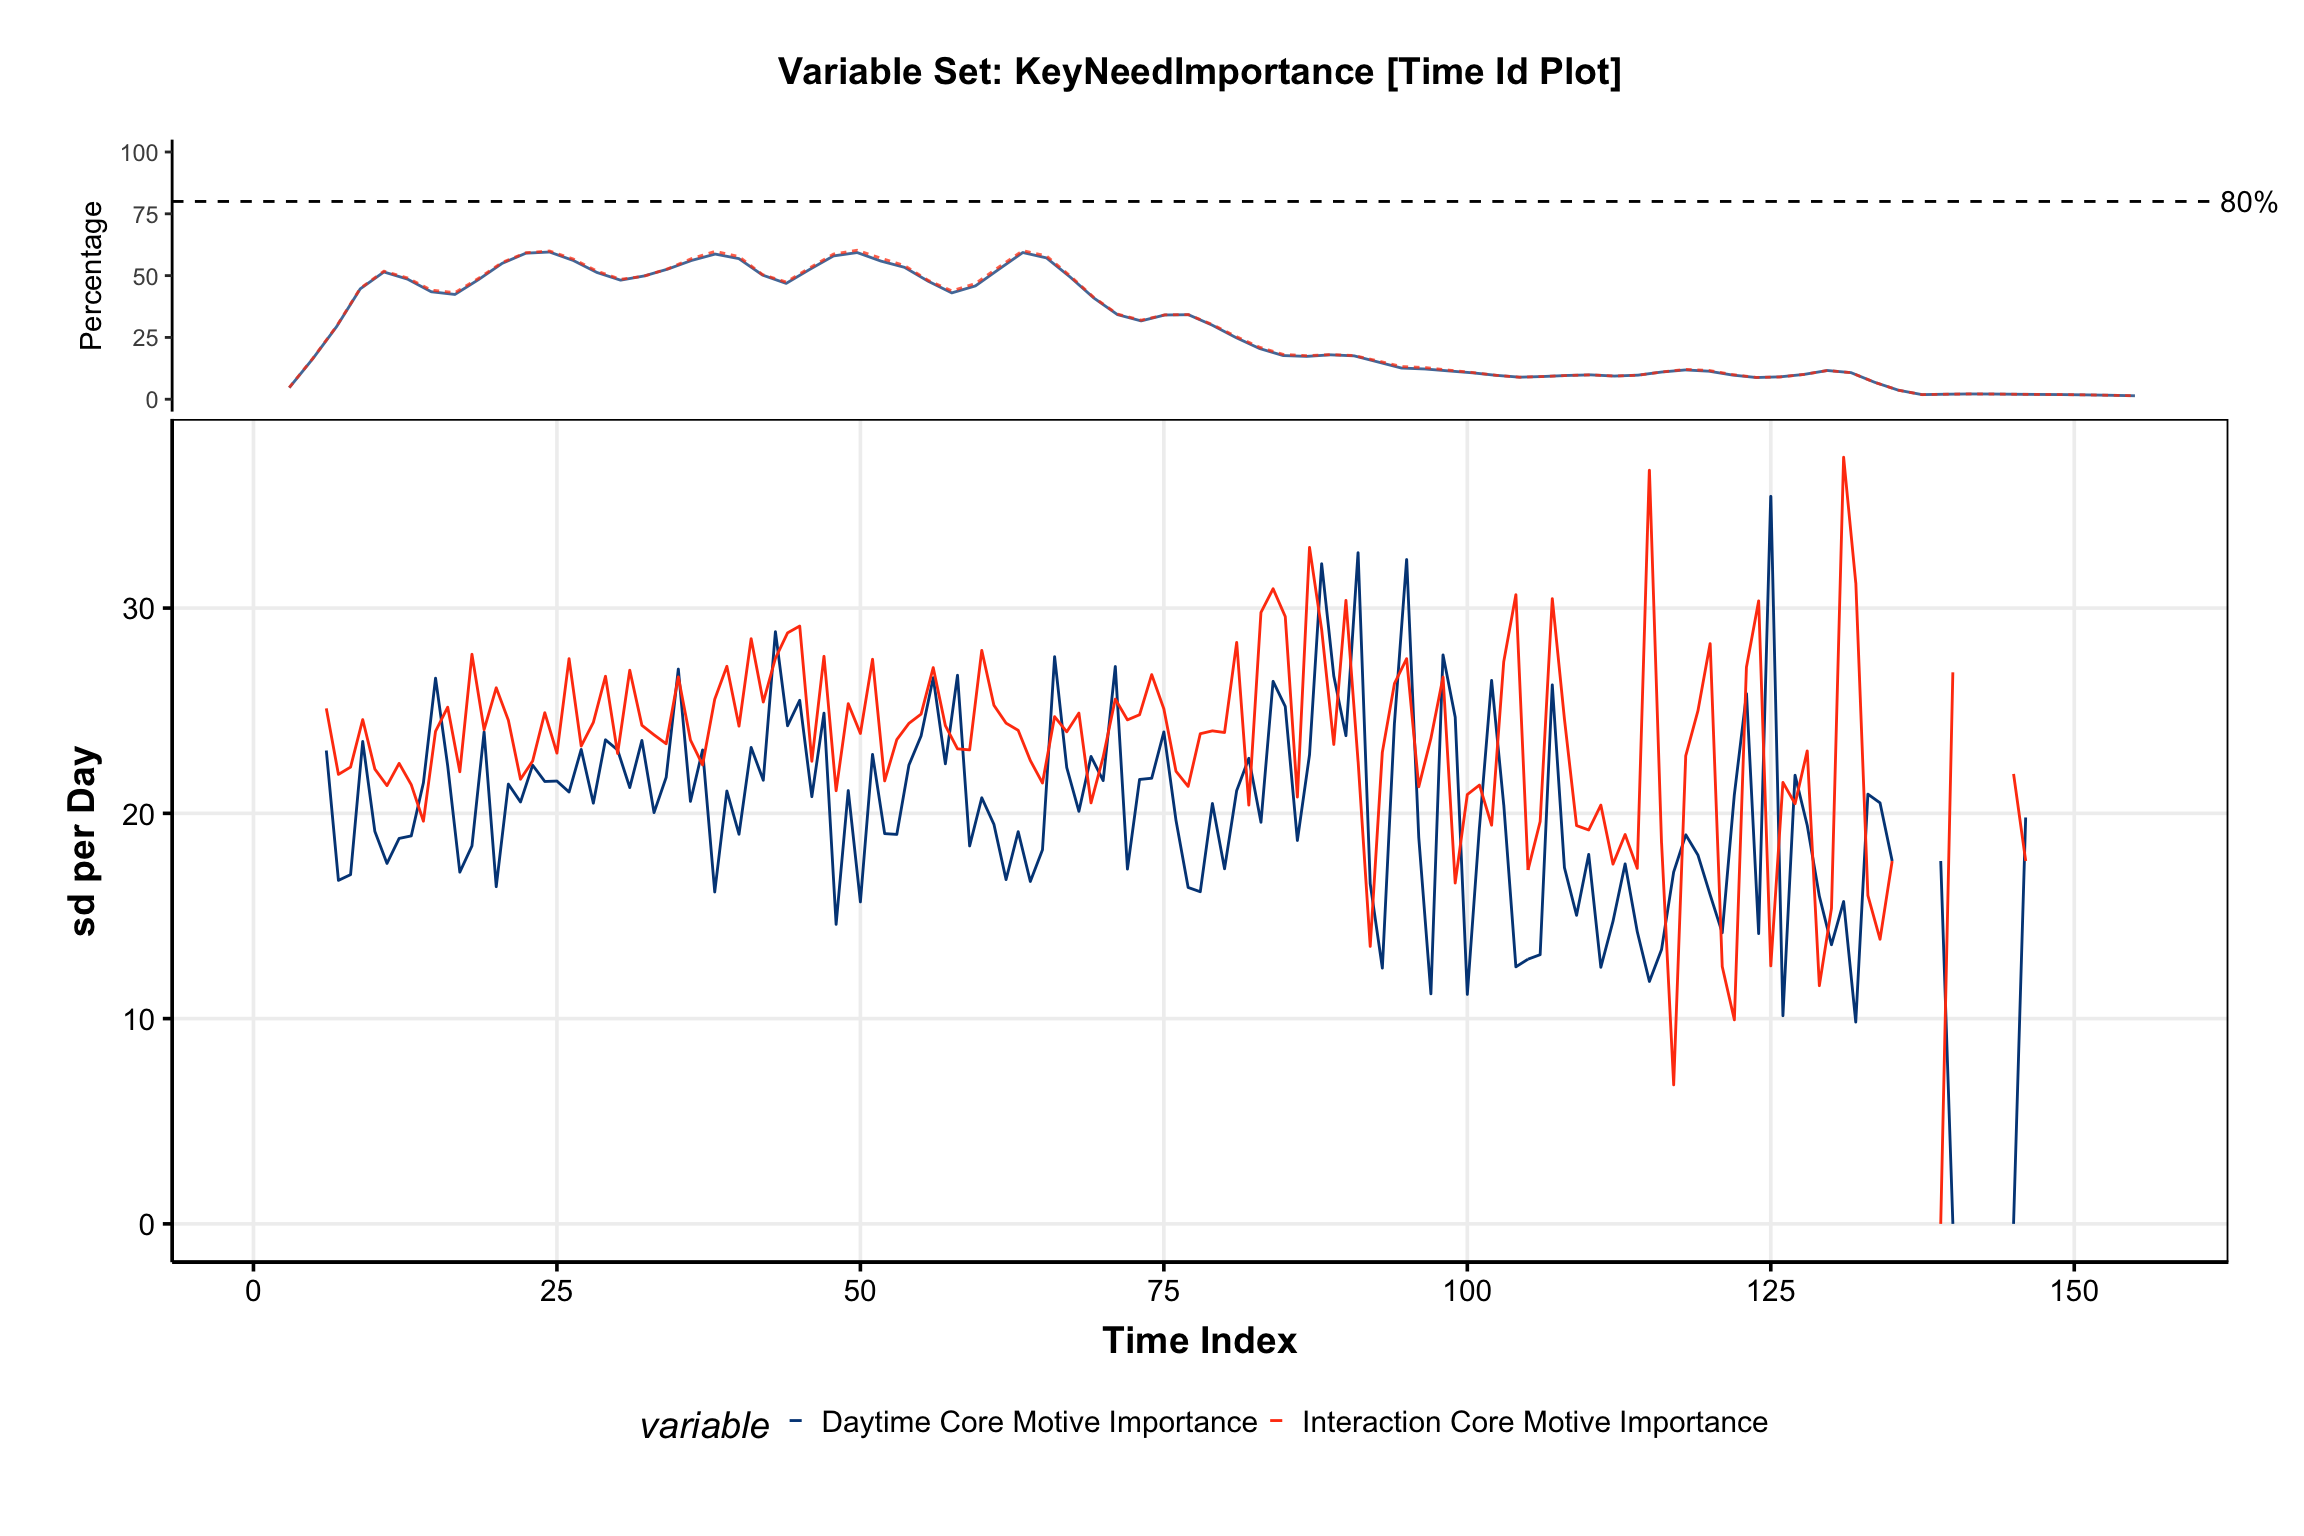 Variable Set: KeyNeedImportance [Time Id Plot]
Percentage
100
75
50
25
0
80%
sd per Day
30
20
10
0
0 25 50 75 100 125 150
Time Index
variable Daytime Core Motive Importance Interaction Core Motive Importance